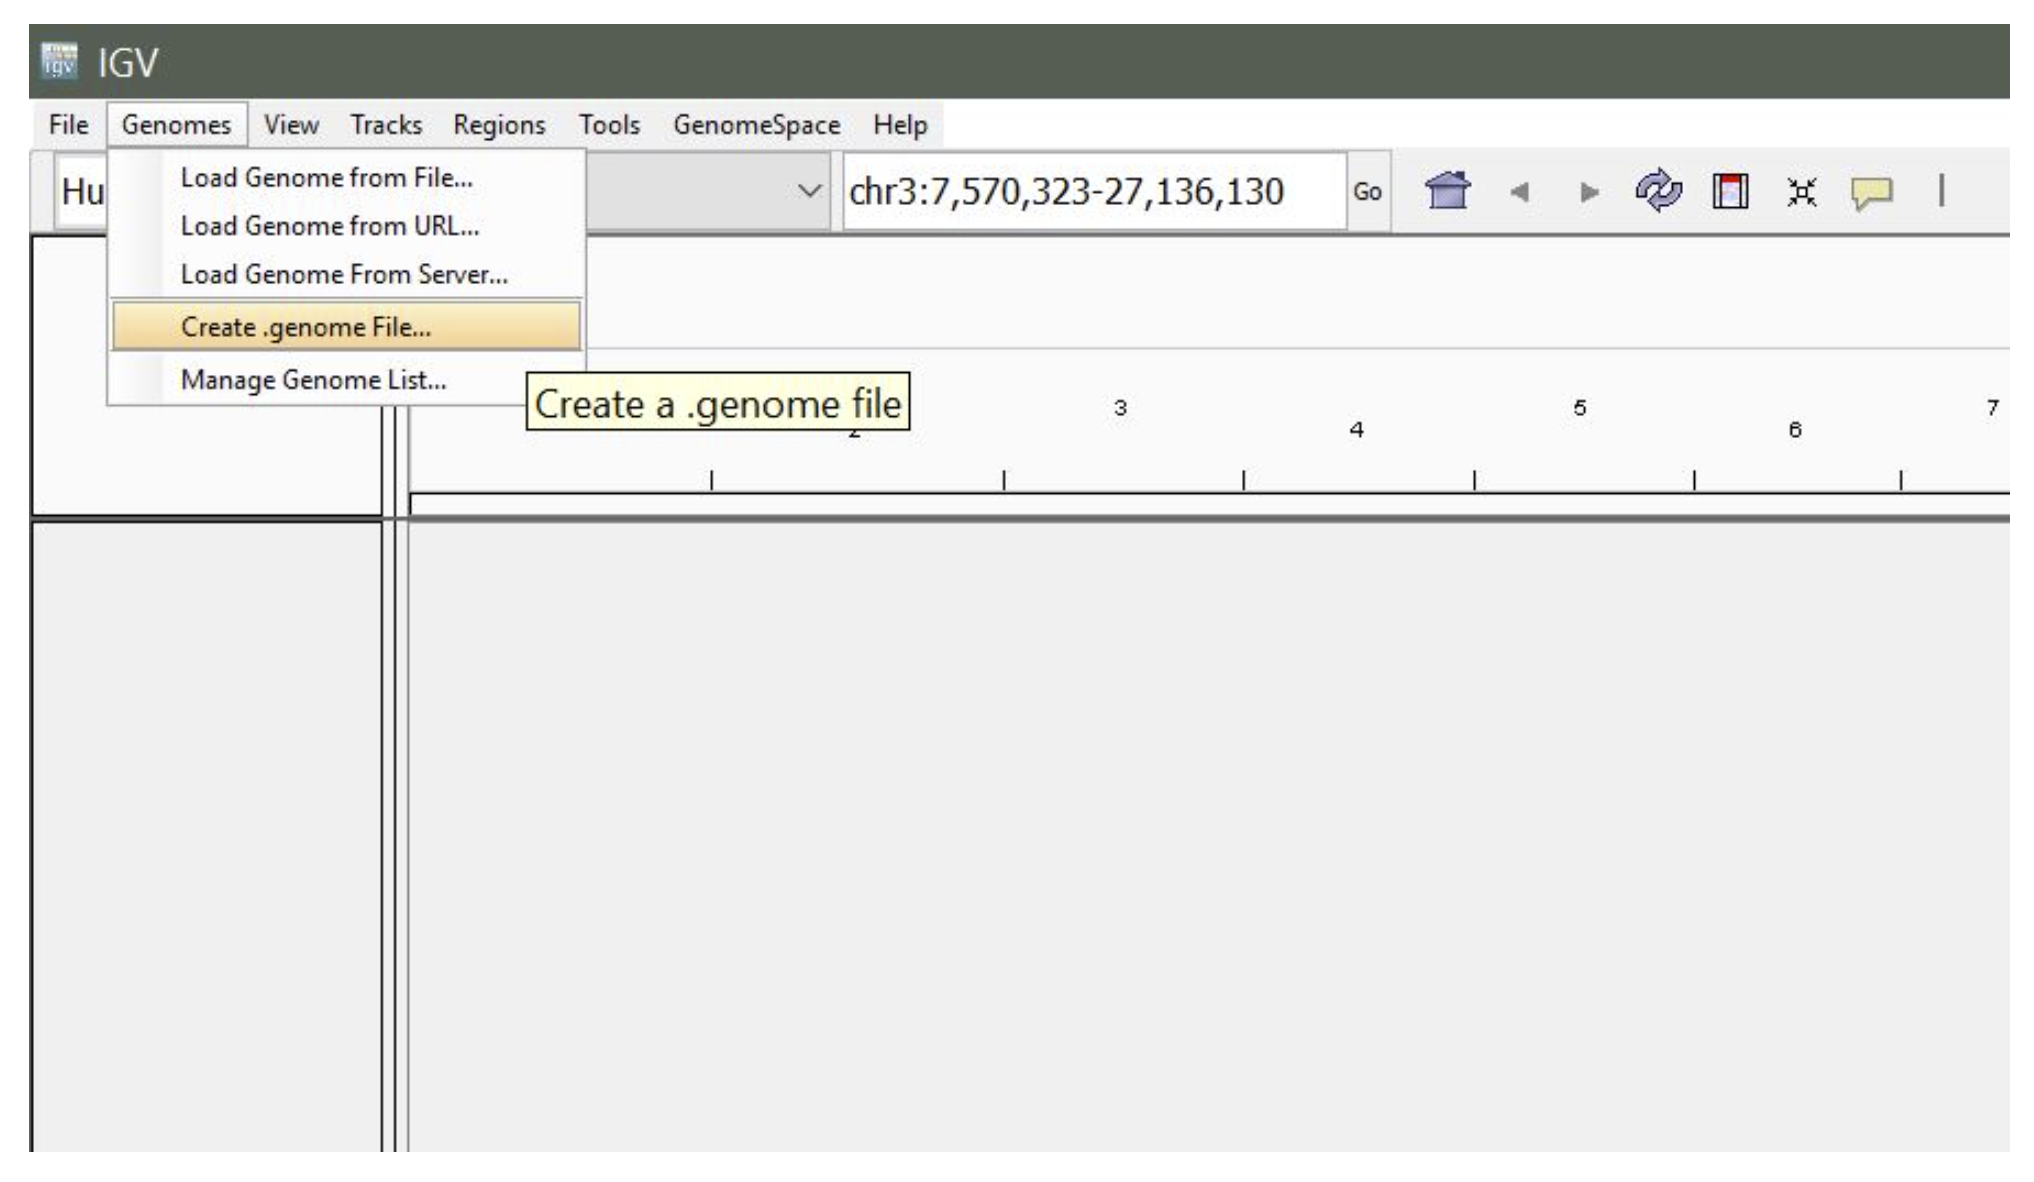 IGV
File Genomes View Tracks Regions Tools GenomeSpace Help
Hu chr3:7,570,323-27,136,130 Go
Load Genome from File...
Load Genome from URL...
Load Genome From Server...
Create .genome File...
Manage Genome List...
Create a .genome file
3 5 7
4 6